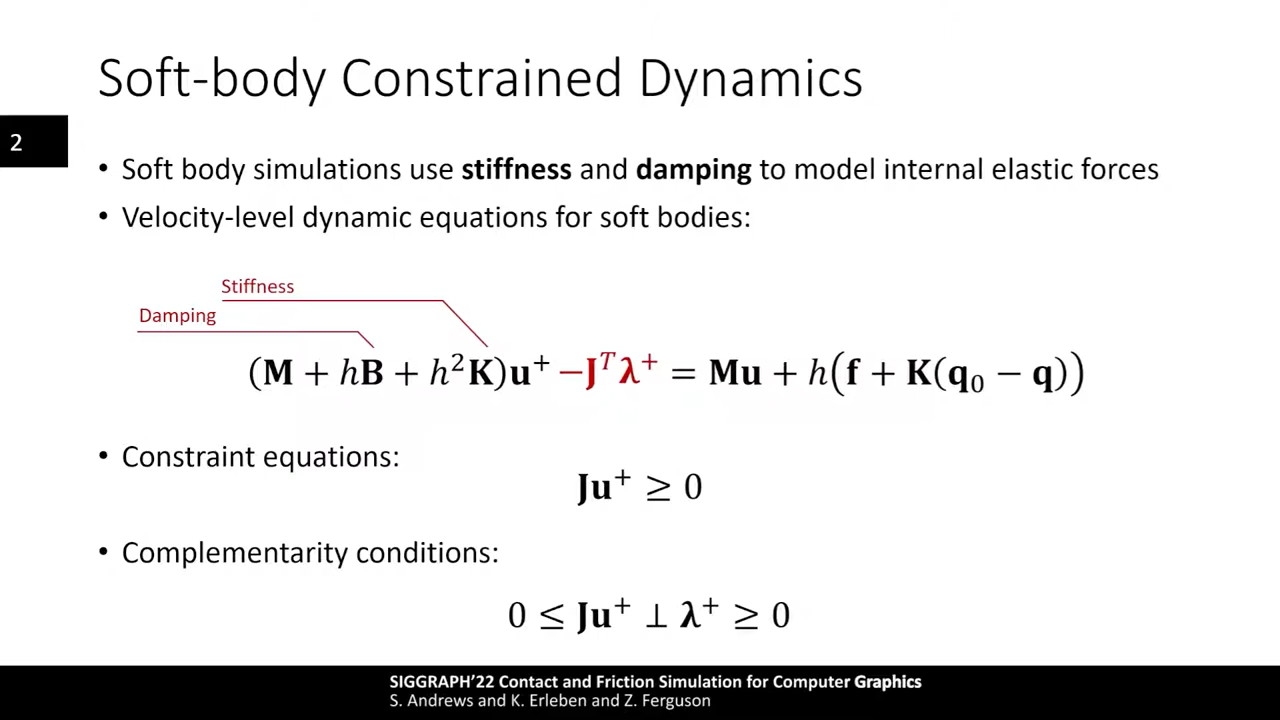 Soft-body Constrained Dynamics
2
• Soft body simulations use stiffness and damping to model internal elastic forces
• Velocity-level dynamic equations for soft bodies:
Stiffness
Damping
(𝐌 + ℎ𝐁 + ℎ²𝐊)𝐮⁺ −𝐉ᵀ𝛌⁺ = 𝐌𝐮 + ℎ(𝐟 + 𝐊(𝐪₀ − 𝐪))
• Constraint equations:
𝐉𝐮⁺ ≥ 0
• Complementarity conditions:
0 ≤ 𝐉𝐮⁺ ⊥ 𝛌⁺ ≥ 0
SIGGRAPH’22 Contact and Friction Simulation for Computer Graphics
S. Andrews and K. Erleben and Z. Ferguson